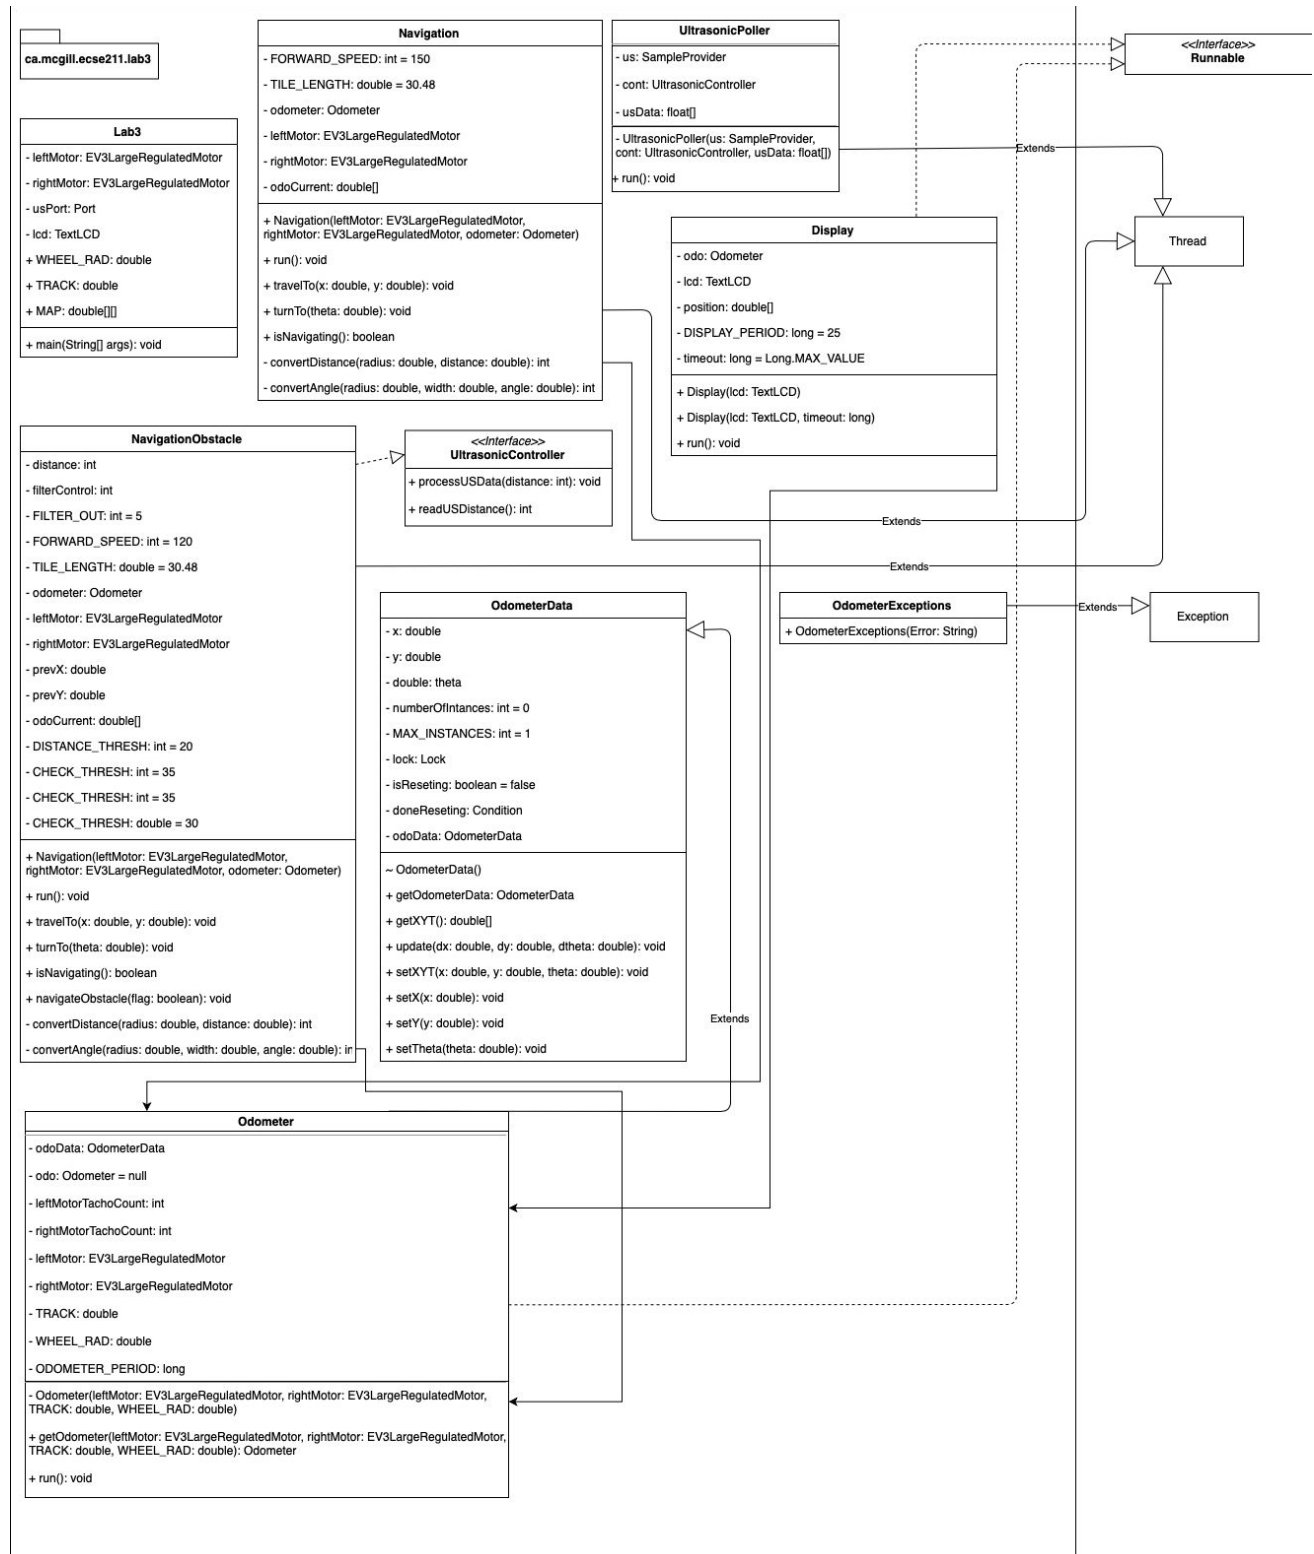 ca.mcgill.ecse211.lab3
Lab3
- leftMotor: EV3LargeRegulatedMotor
- rightMotor: EV3LargeRegulatedMotor
- usPort: Port
- lcd: TextLCD
+ WHEEL_RAD: double
+ TRACK: double
+ MAP: double[][]
+ main(String[] args): void
Navigation
- FORWARD_SPEED: int = 150
- TILE_LENGTH: double = 30.48
- odometer: Odometer
- leftMotor: EV3LargeRegulatedMotor
- rightMotor: EV3LargeRegulatedMotor
- odoCurrent: double[]
+ Navigation(leftMotor: EV3LargeRegulatedMotor,
rightMotor: EV3LargeRegulatedMotor, odometer: Odometer)
+ run(): void
+ travelTo(x: double, y: double): void
+ turnTo(theta: double): void
+ isNavigating(): boolean
- convertDistance(radius: double, distance: double): int
- convertAngle(radius: double, width: double, angle: double): int
UltrasonicPoller
- us: SampleProvider
- cont: UltrasonicController
- usData: float[]
- UltrasonicPoller(us: SampleProvider,
cont: UltrasonicController, usData: float[])
+ run(): void
<<Interface>>
Runnable
Extends
Thread
Display
- odo: Odometer
- lcd: TextLCD
- position: double[]
- DISPLAY_PERIOD: long = 25
- timeout: long = Long.MAX_VALUE
+ Display(lcd: TextLCD)
+ Display(lcd: TextLCD, timeout: long)
+ run(): void
NavigationObstacle
- distance: int
- filterControl: int
- FILTER_OUT: int = 5
- FORWARD_SPEED: int = 120
- TILE_LENGTH: double = 30.48
- odometer: Odometer
- leftMotor: EV3LargeRegulatedMotor
- rightMotor: EV3LargeRegulatedMotor
- prevX: double
- prevY: double
- odoCurrent: double[]
- DISTANCE_THRESH: int = 20
- CHECK_THRESH: int = 35
- CHECK_THRESH: int = 35
- CHECK_THRESH: double = 30
+ Navigation(leftMotor: EV3LargeRegulatedMotor,
rightMotor: EV3LargeRegulatedMotor, odometer: Odometer)
+ run(): void
+ travelTo(x: double, y: double): void
+ turnTo(theta: double): void
+ isNavigating(): boolean
+ navigateObstacle(flag: boolean): void
- convertDistance(radius: double, distance: double): int
- convertAngle(radius: double, width: double, angle: double): in
<<Interface>>
UltrasonicController
+ processUSData(distance: int): void
+ readUSDistance(): int
Extends
Extends
OdometerData
- x: double
- y: double
- double: theta
- numberOfIntances: int = 0
- MAX_INSTANCES: int = 1
- lock: Lock
- isReseting: boolean = false
- doneReseting: Condition
- odoData: OdometerData
~ OdometerData()
+ getOdometerData: OdometerData
+ getXYT(): double[]
+ update(dx: double, dy: double, dtheta: double): void
+ setXYT(x: double, y: double, theta: double): void
+ setX(x: double): void
+ setY(y: double): void
+ setTheta(theta: double): void
OdometerExceptions
+ OdometerExceptions(Error: String)
Extends
Exception
Extends
Odometer
- odoData: OdometerData
- odo: Odometer = null
- leftMotorTachoCount: int
- rightMotorTachoCount: int
- leftMotor: EV3LargeRegulatedMotor
- rightMotor: EV3LargeRegulatedMotor
- TRACK: double
- WHEEL_RAD: double
- ODOMETER_PERIOD: long
- Odometer(leftMotor: EV3LargeRegulatedMotor, rightMotor: EV3LargeRegulatedMotor,
TRACK: double, WHEEL_RAD: double)
+ getOdometer(leftMotor: EV3LargeRegulatedMotor, rightMotor: EV3LargeRegulatedMotor,
TRACK: double, WHEEL_RAD: double): Odometer
+ run(): void